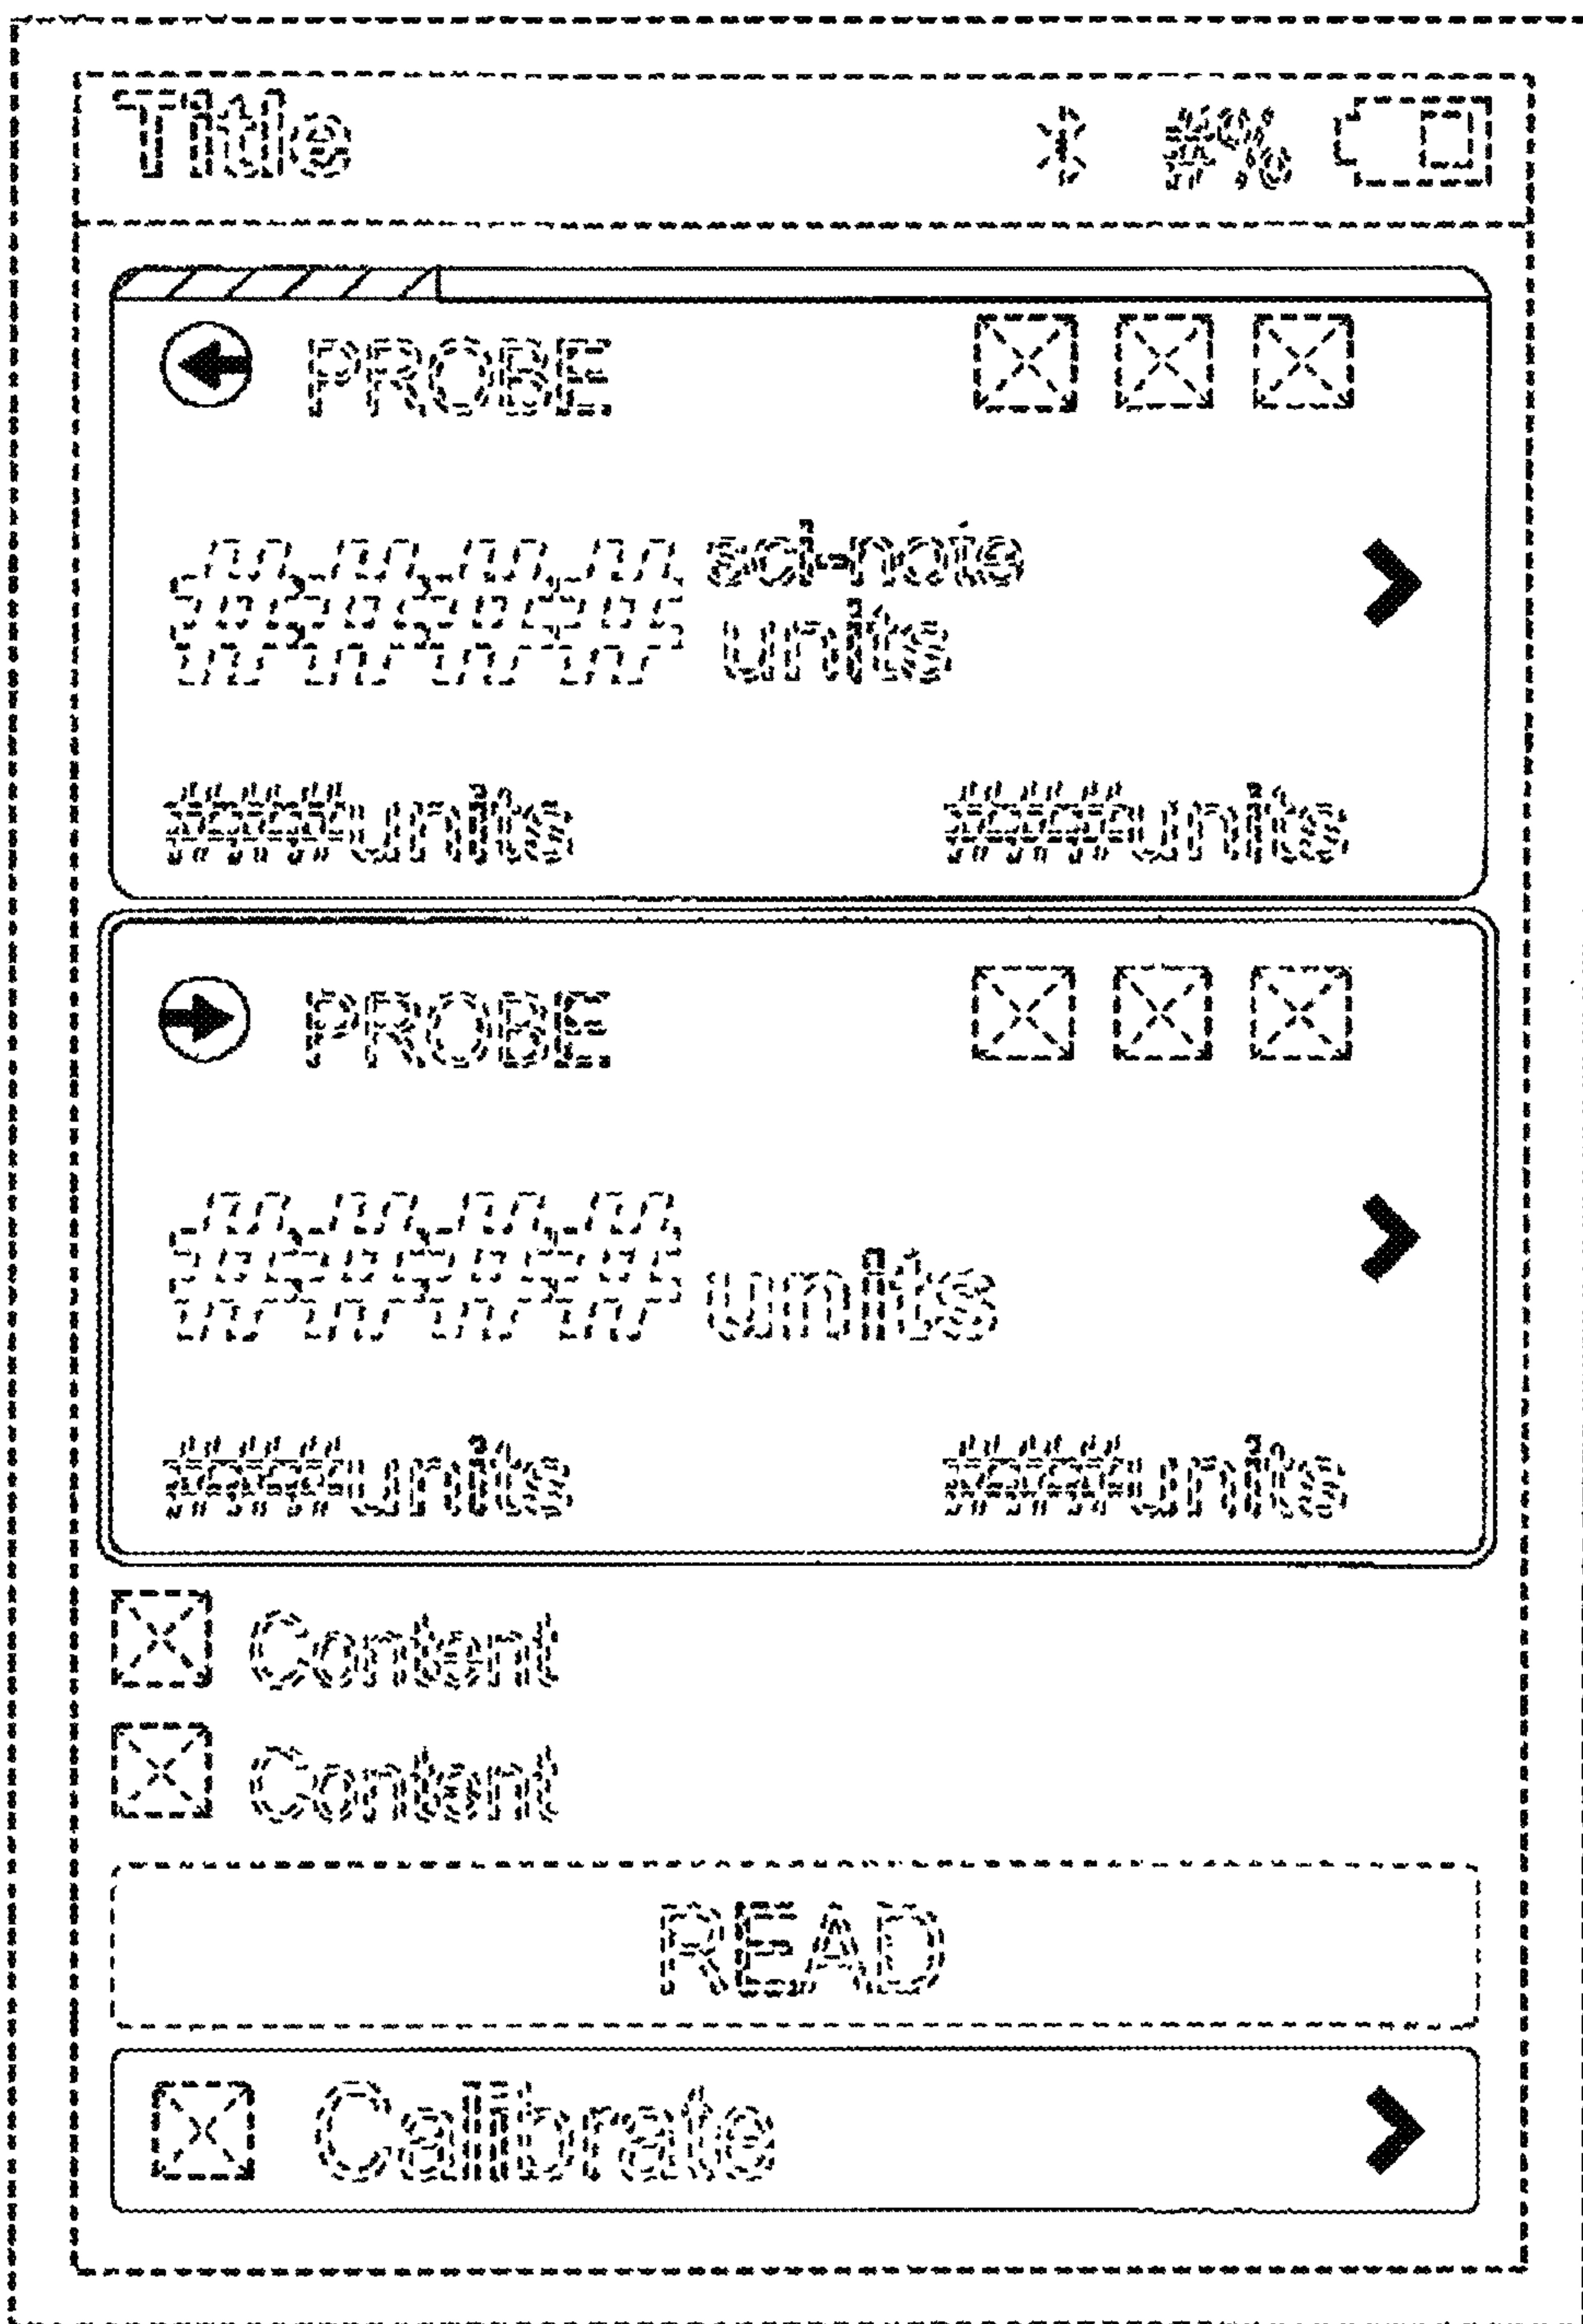 Title #%
PROBE
#### sci-note
units
####units ####units
PROBE
#### units
####units ####units
Content
Content
READ
Calibrate